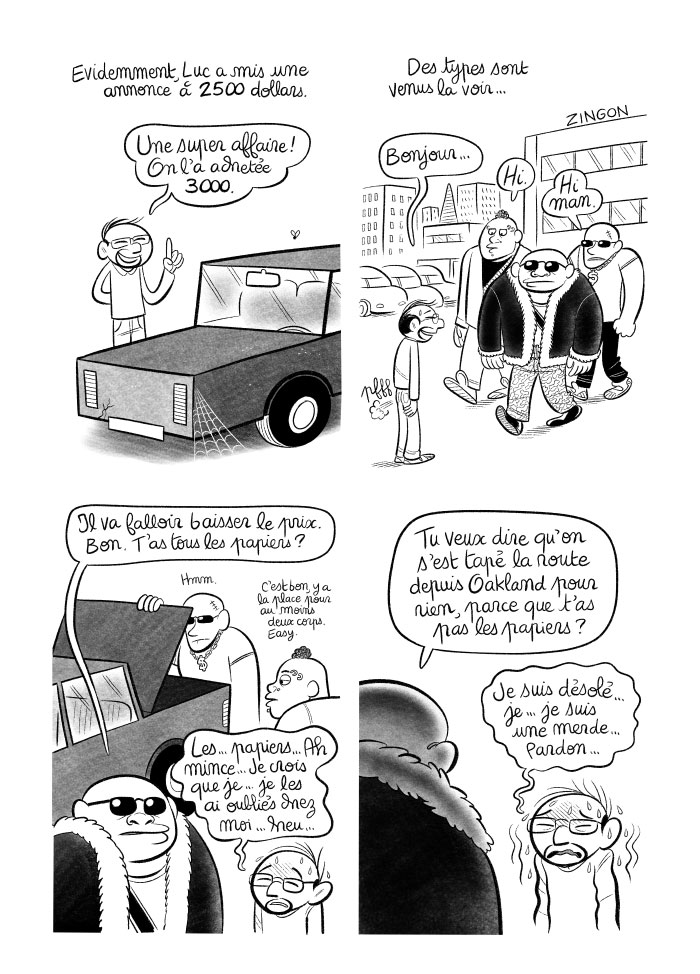 Evidemment, Luc a mis une
annonce à 2500 dollars.
Une super affaire!
On l'a achetée
3000.
Des types sont
venus la voir...
ZINGON
Bonjour...
Hi.
Hi
man.
pfff
Il va falloir baisser le prix.
Bon. T'as tous les papiers?
Hmm.
C'est bon, y a
la place pour
au moins
deux corps.
Easy.
Les... papiers... Ah
mince... Je crois
que je... je les
ai oubliés chez
moi... heu...
Tu veux dire qu'on
s'est tapé la route
depuis Oakland pour
rien, parce que t'as
pas les papiers?
Je suis désolé...
je... je suis
une merde...
Pardon...